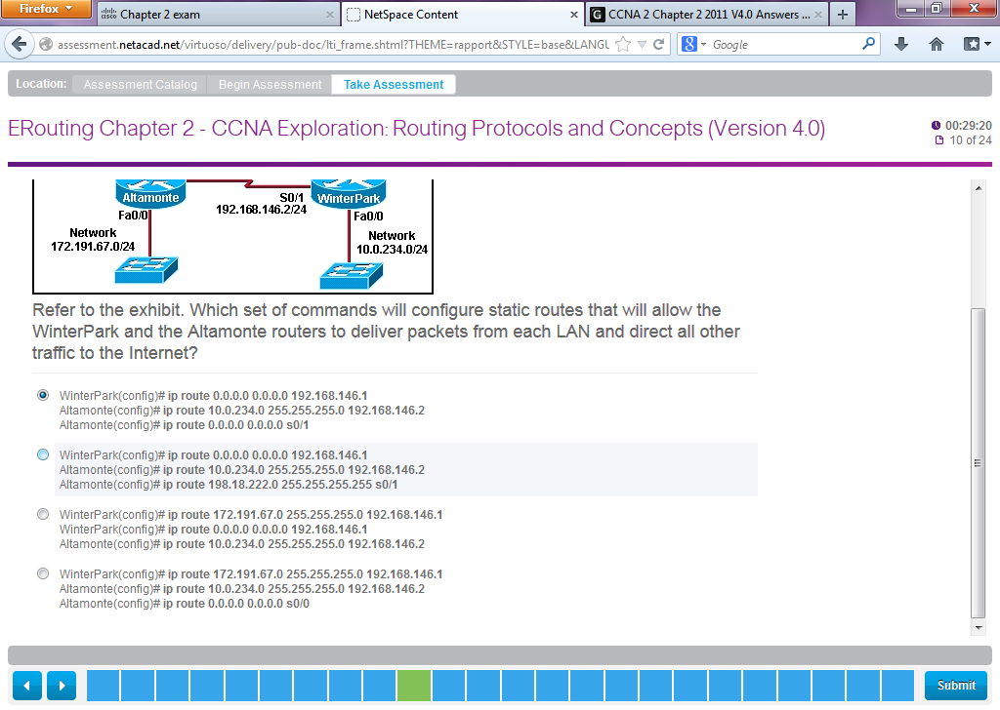 Firefox
cisco Chapter 2 exam
NetSpace Content
CCNA 2 Chapter 2 2011 V4.0 Answers ...
assessment.netacad.net/virtuoso/delivery/pub-doc/lti_frame.shtml?THEME=rapport&STYLE=base&LANGU
8 Google
Location: Assessment Catalog Begin Assessment Take Assessment
ERouting Chapter 2 - CCNA Exploration: Routing Protocols and Concepts (Version 4.0)
00:29:20
10 of 24
Altamonte
S0/1
WinterPark
192.168.146.2/24
Fa0/0
Fa0/0
Network
172.191.67.0/24
Network
10.0.234.0/24
Refer to the exhibit. Which set of commands will configure static routes that will allow the
WinterPark and the Altamonte routers to deliver packets from each LAN and direct all other
traffic to the Internet?
WinterPark(config)# ip route 0.0.0.0 0.0.0.0 192.168.146.1
Altamonte(config)# ip route 10.0.234.0 255.255.255.0 192.168.146.2
Altamonte(config)# ip route 0.0.0.0 0.0.0.0 s0/1
WinterPark(config)# ip route 0.0.0.0 0.0.0.0 192.168.146.1
Altamonte(config)# ip route 10.0.234.0 255.255.255.0 192.168.146.2
Altamonte(config)# ip route 198.18.222.0 255.255.255.255 s0/1
WinterPark(config)# ip route 172.191.67.0 255.255.255.0 192.168.146.1
WinterPark(config)# ip route 0.0.0.0 0.0.0.0 192.168.146.1
Altamonte(config)# ip route 10.0.234.0 255.255.255.0 192.168.146.2
WinterPark(config)# ip route 172.191.67.0 255.255.255.0 192.168.146.1
Altamonte(config)# ip route 10.0.234.0 255.255.255.0 192.168.146.2
Altamonte(config)# ip route 0.0.0.0 0.0.0.0 s0/0
Submit